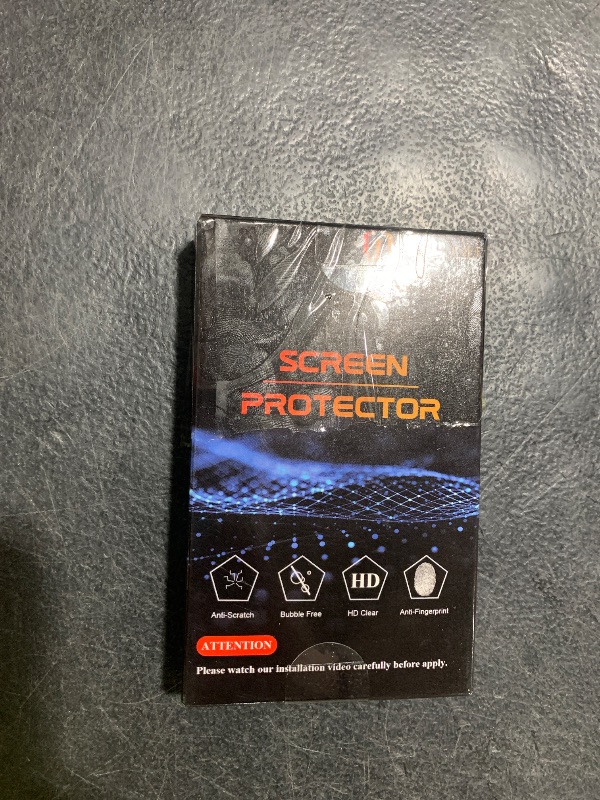 SCREEN
PROTECTOR
HD
Anti-Scratch
Bubble Free
HD Clear
Anti-Fingerprint
ATTENTION
Please watch our installation video carefully before apply.